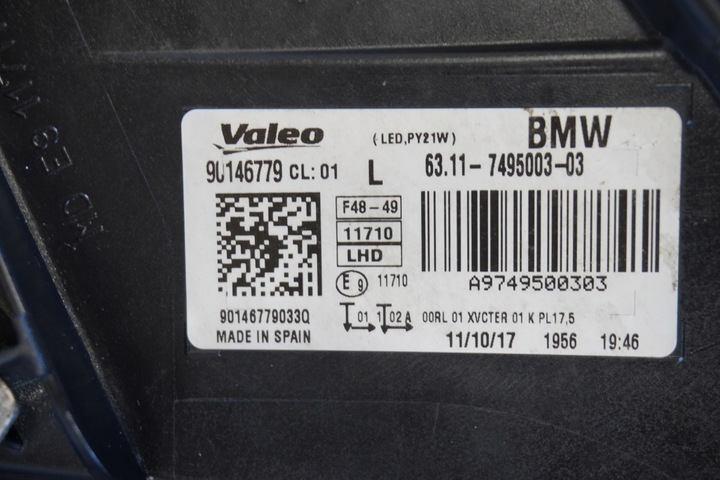 Valeo (LED,PY21W) BMW
90146779 CL: 01 L 63.11-7495003-03
F48-49
11710
LHD
E9 11710
A9749500303
90146779033Q 01 1 02 A 00RL 01 XVCTER 01 K PL17,5
MADE IN SPAIN 11/10/17 1956 19:46